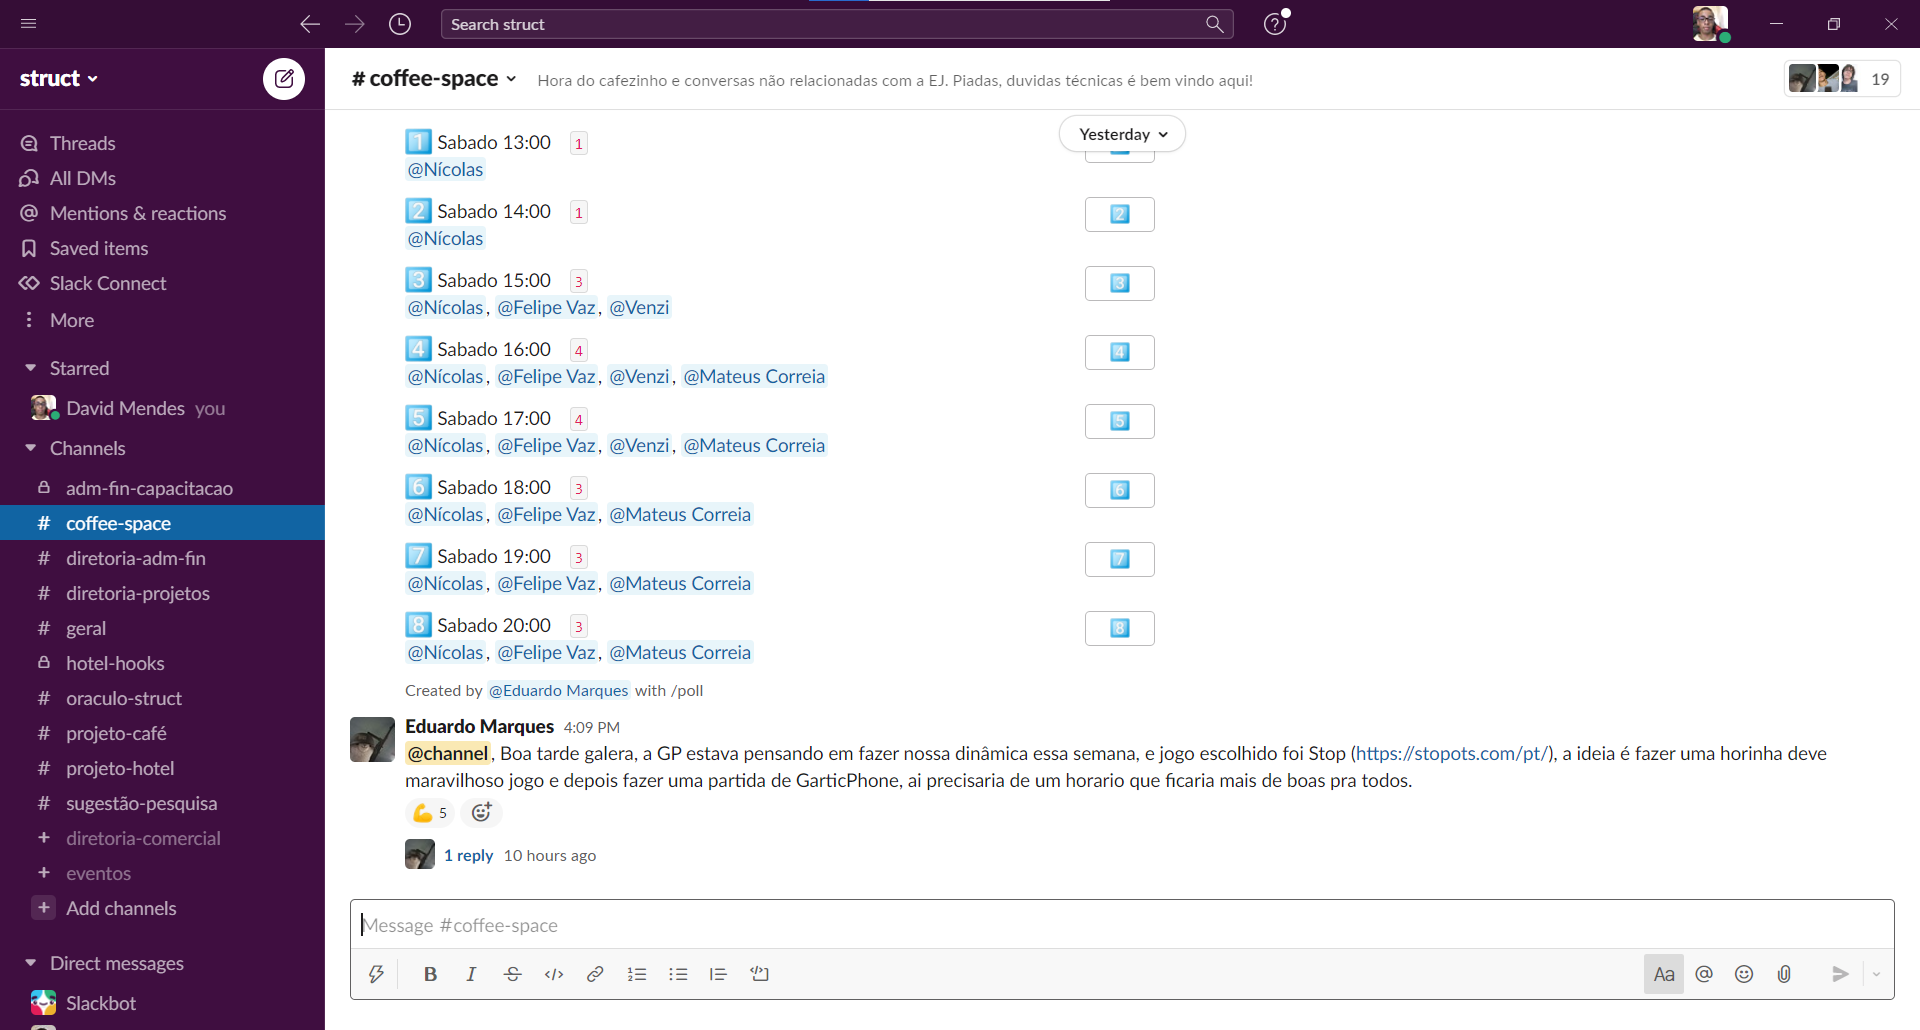 Search struct
struct
# coffee-space
Hora do cafezinho e conversas não relacionadas com a EJ. Piadas, duvidas técnicas é bem vindo aqui!
19
Threads
All DMs
Mentions & reactions
Saved items
Slack Connect
More
Starred
David Mendes you
Channels
adm-fin-capacitacao
# coffee-space
# diretoria-adm-fin
# diretoria-projetos
# geral
hotel-hooks
# oraculo-struct
# projeto-café
# projeto-hotel
# sugestão-pesquisa
+ diretoria-comercial
+ eventos
+ Add channels
Direct messages
Slackbot
Yesterday
1 Sabado 13:00 1
@Nícolas
2 Sabado 14:00 1
2
@Nícolas
3 Sabado 15:00 3
3
@Nícolas, @Felipe Vaz, @Venzi
4 Sabado 16:00 4
4
@Nícolas, @Felipe Vaz, @Venzi, @Mateus Correia
5 Sabado 17:00 4
5
@Nícolas, @Felipe Vaz, @Venzi, @Mateus Correia
6 Sabado 18:00 3
6
@Nícolas, @Felipe Vaz, @Mateus Correia
7 Sabado 19:00 3
7
@Nícolas, @Felipe Vaz, @Mateus Correia
8 Sabado 20:00 3
8
@Nícolas, @Felipe Vaz, @Mateus Correia
Created by @Eduardo Marques with /poll
Eduardo Marques 4:09 PM
@channel, Boa tarde galera, a GP estava pensando em fazer nossa dinâmica essa semana, e jogo escolhido foi Stop (https://stopots.com/pt/), a ideia é fazer uma horinha deve
maravilhoso jogo e depois fazer uma partida de GarticPhone, ai precisaria de um horario que ficaria mais de boas pra todos.
5
1 reply 10 hours ago
Message #coffee-space
B I S </> Aa @